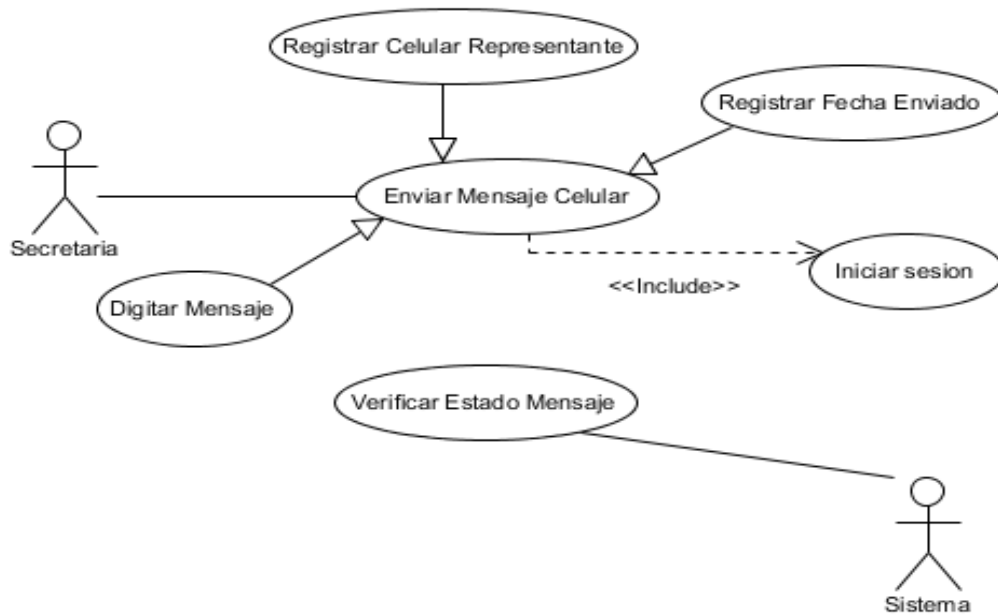 Registrar Celular Representante
Registrar Fecha Enviado
Enviar Mensaje Celular
Secretaria
Iniciar sesion
<<Include>>
Digitar Mensaje
Verificar Estado Mensaje
Sistema